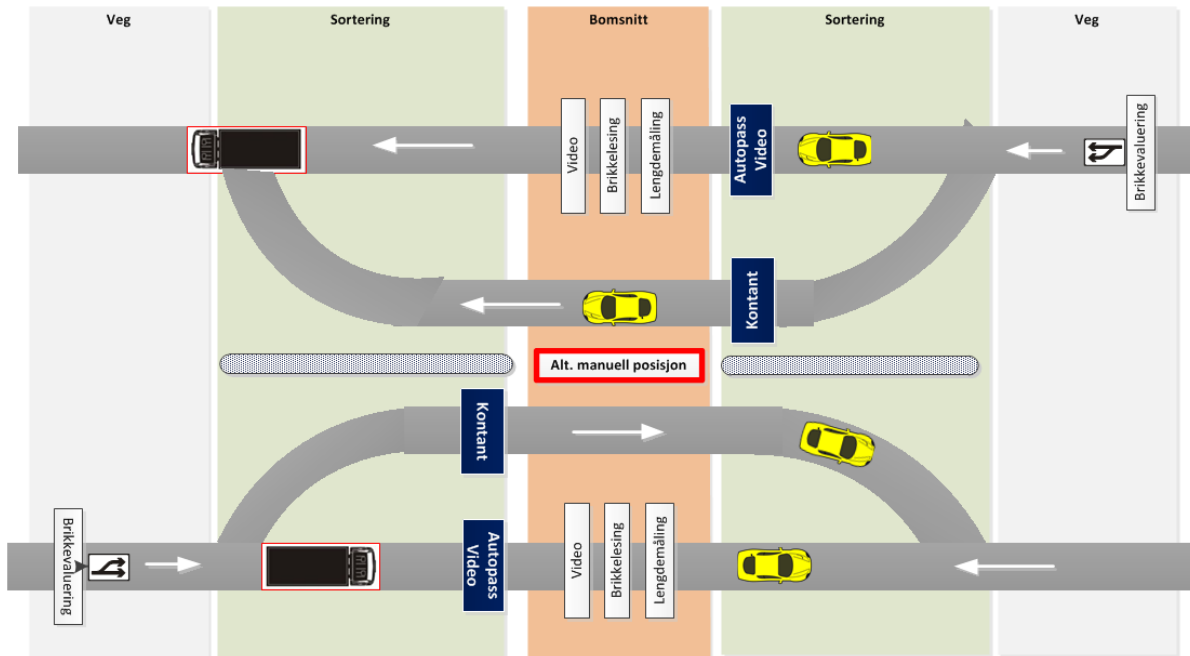 Veg
Sortering
Bomsnitt
Sortering
Veg
Video
Brikkelesing
Lengdemåling
Autopass
Video
Brikkevaluering
Kontant
Alt. manuell posisjon
Kontant
Brikkevaluering
Autopass
Video
Video
Brikkelesing
Lengdemåling